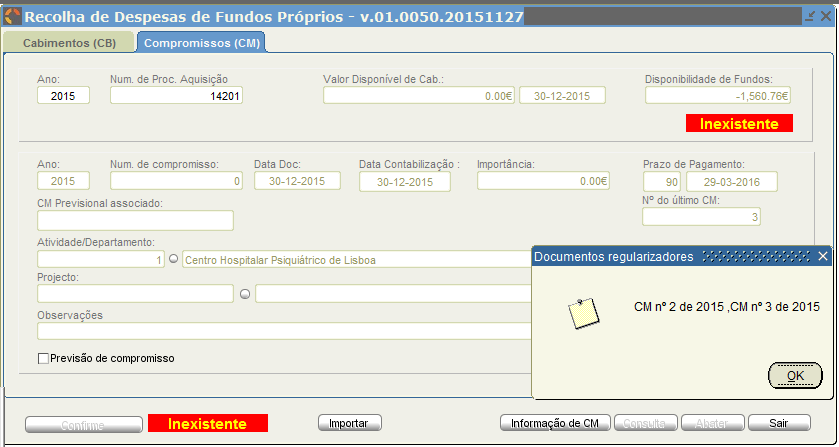 Recolha de Despesas de Fundos Próprios - v.01.0050.20151127
Cabimentos (CB) Compromissos (CM)
Ano: Num. de Proc. Aquisição Valor Disponível de Cab.: Disponibilidade de Fundos:
2015 14201 0.00€ 30-12-2015 -1,560.76€
Inexistente
Ano: Num. de compromisso: Data Doc: Data Contabilização : Importância: Prazo de Pagamento:
2015 0 30-12-2015 30-12-2015 0.00€ 90 29-03-2016
CM Previsional associado: Nº do último CM:
3
Atividade/Departamento:
1 Centro Hospitalar Psiquiátrico de Lisboa
Projecto:
Observações
Previsão de compromisso
Documentos regularizadores
CM nº 2 de 2015 ,CM nº 3 de 2015
OK
Confirme Inexistente Importar Informação de CM Consulta Abater Sair